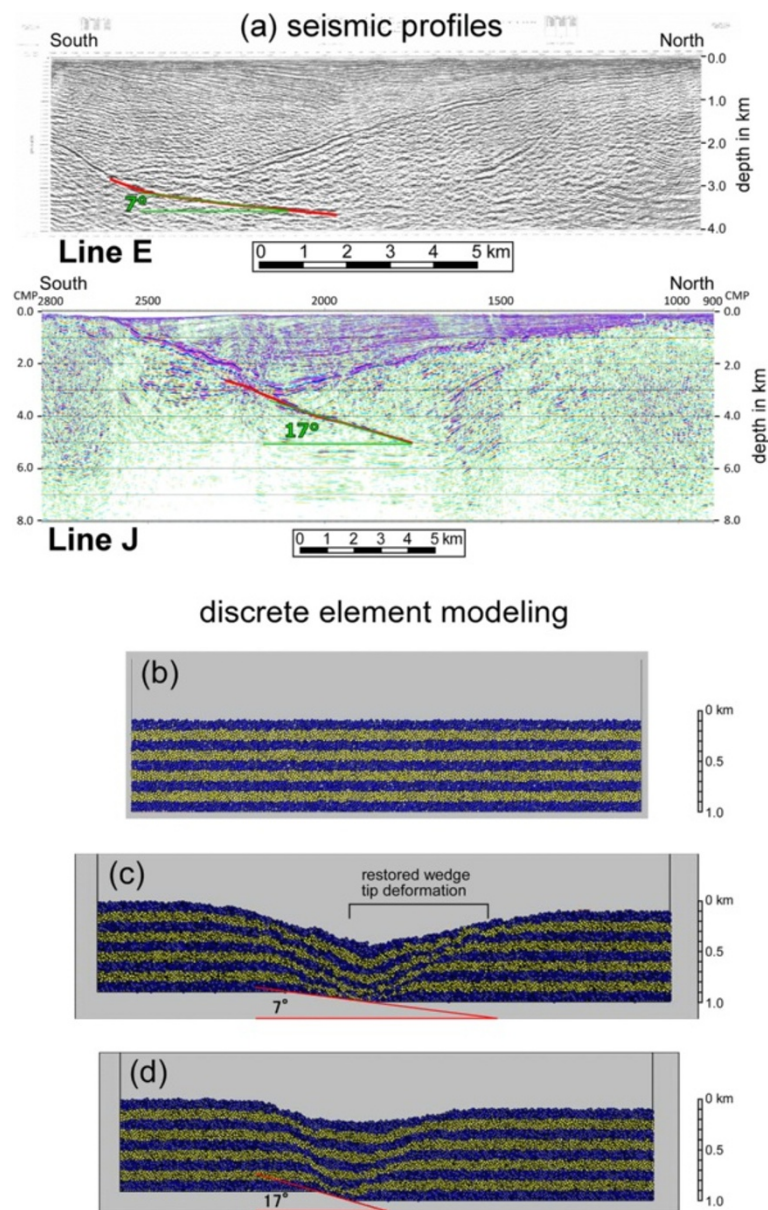 (a) seismic profiles
South North
0.0
1.0
2.0
3.0
4.0
depth in km
7°
Line E
0 1 2 3 4 5 km
South North
CMP 2800 2500 2000 1500 1000 900 CMP
0.0 0.0
2.0 2.0
4.0 4.0
6.0 6.0
8.0 8.0
depth in km
17°
Line J
0 1 2 3 4 5 km
discrete element modeling
(b)
0 km
0.5
1.0
(c)
restored wedge
tip deformation
0 km
0.5
1.0
7°
(d)
0 km
0.5
1.0
17°